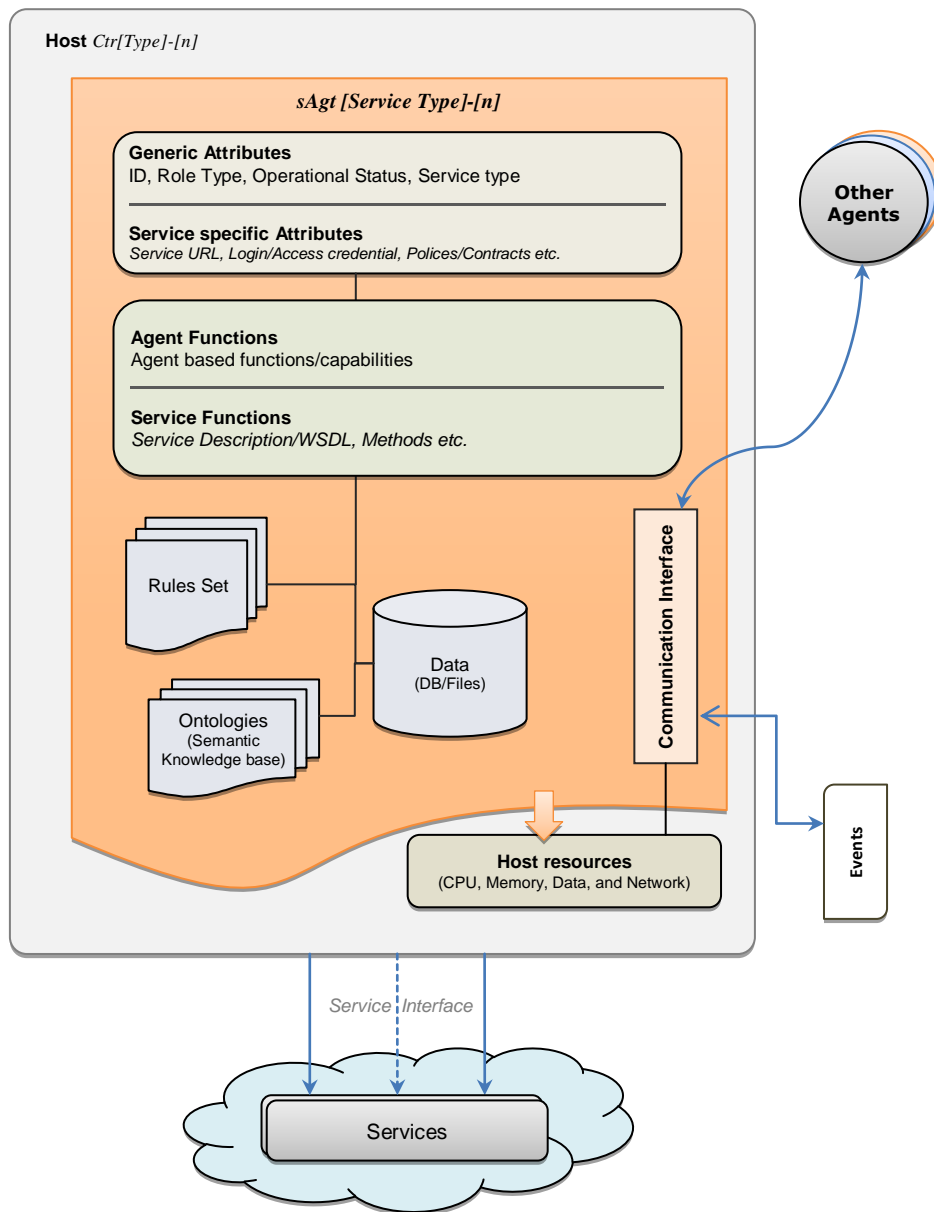 Host Ctr[Type]-[n]
sAgt [Service Type]-[n]
Generic Attributes
ID, Role Type, Operational Status, Service type
Service specific Attributes
Service URL, Login/Access credential, Polices/Contracts etc.
Other
Agents
Agent Functions
Agent based functions/capabilities
Service Functions
Service Description/WSDL, Methods etc.
Rules Set
Data
(DB/Files)
Communication Interface
Ontologies
(Semantic
Knowledge base)
Events
Host resources
(CPU, Memory, Data, and Network)
Service Interface
Services